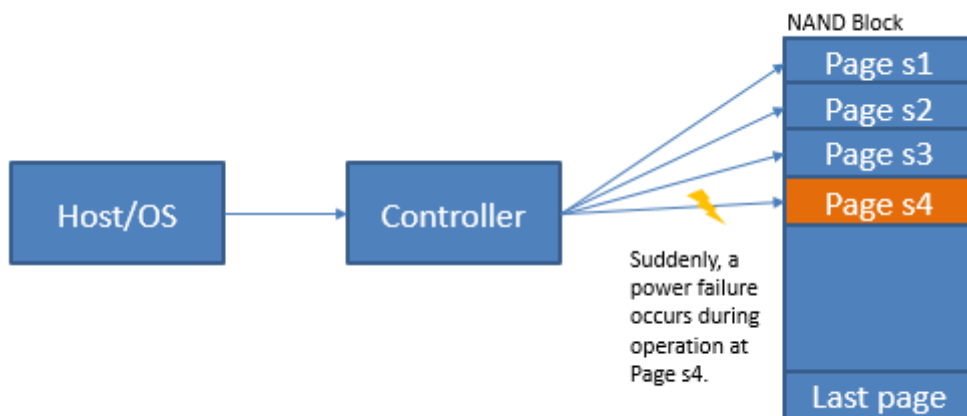 NAND Block
Page s1
Page s2
Page s3
Page s4
Host/OS
Controller
Suddenly, a
power failure
occurs during
operation at
Page s4.
Last page